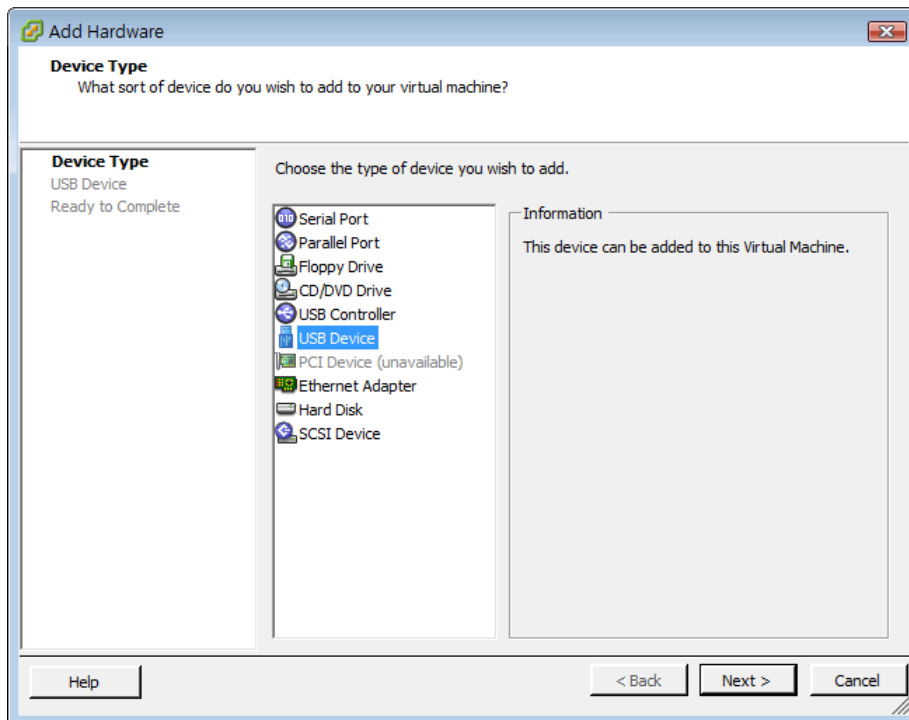 Add Hardware
Device Type
What sort of device do you wish to add to your virtual machine?
Device Type
USB Device
Ready to Complete
Choose the type of device you wish to add.
Serial Port
Parallel Port
Floppy Drive
CD/DVD Drive
USB Controller
USB Device
PCI Device (unavailable)
Ethernet Adapter
Hard Disk
SCSI Device
Information
This device can be added to this Virtual Machine.
Help
< Back
Next >
Cancel